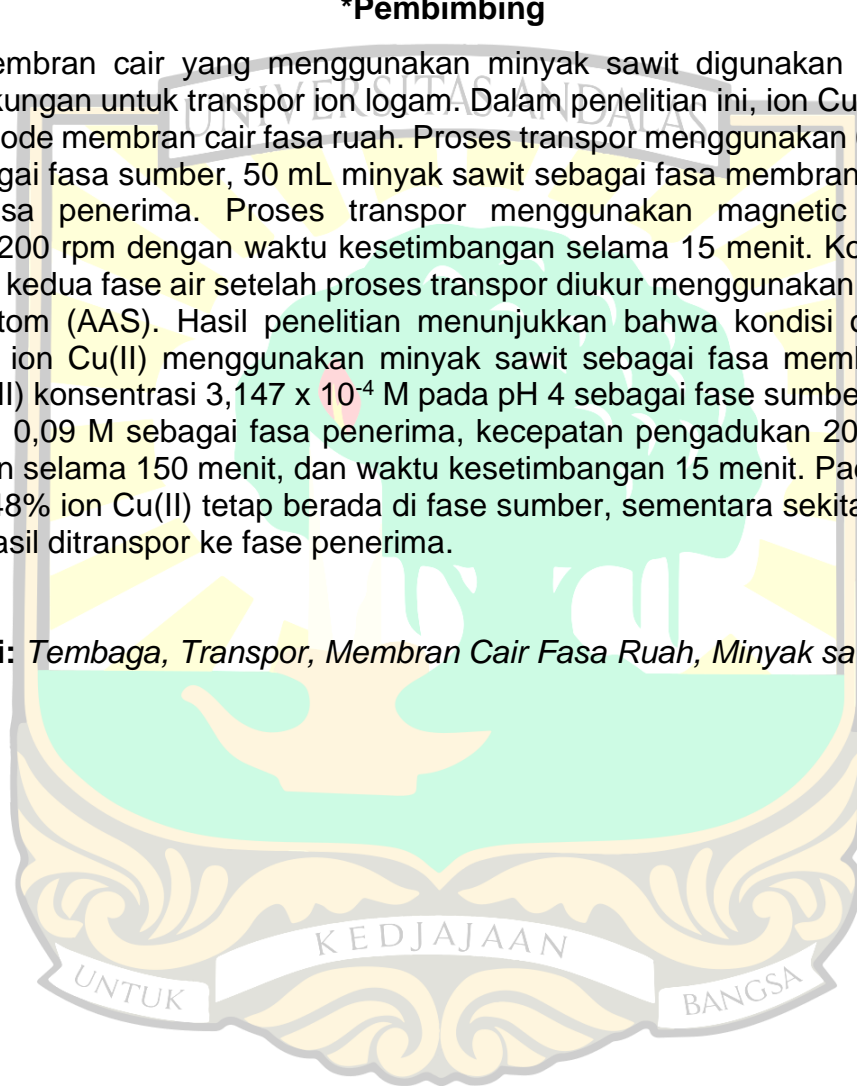 *Pembimbing
embran cair yang menggunakan minyak sawit digunakan
kungan untuk transpor ion logam. Dalam penelitian ini, ion Cu
ode membran cair fasa ruah. Proses transpor menggunakan
gai fasa sumber, 50 mL minyak sawit sebagai fasa membran
sa penerima. Proses transpor menggunakan magnetic
200 rpm dengan waktu kesetimbangan selama 15 menit. Ko
kedua fase air setelah proses transpor diukur menggunakan
tom (AAS). Hasil penelitian menunjukkan bahwa kondisi
ion Cu(II) menggunakan minyak sawit sebagai fasa memb
II) konsentrasi 3,147 x 10-4 M pada pH 4 sebagai fase sumbe
0,09 M sebagai fasa penerima, kecepatan pengadukan 20
n selama 150 menit, dan waktu kesetimbangan 15 menit. Pad
48% ion Cu(II) tetap berada di fase sumber, sementara sekita
asil ditranspor ke fase penerima.
i: Tembaga, Transpor, Membran Cair Fasa Ruah, Minyak sa
UNIVERSITAS ANDALAS
UNTUK KEDJAJAAN BANGSA